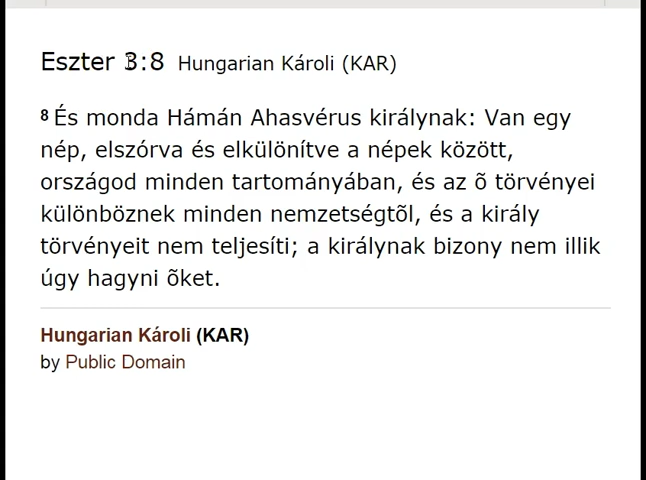 Eszter 3:8 Hungarian Károli (KAR)
8 És monda Hámán Ahasvérus királynak: Van egy
nép, elszórva és elkülönítve a népek között,
országod minden tartományában, és az õ törvényei
különböznek minden nemzetségtõl, és a király
törvényeit nem teljesíti; a királynak bizony nem illik
úgy hagyni õket.
Hungarian Károli (KAR)
by Public Domain